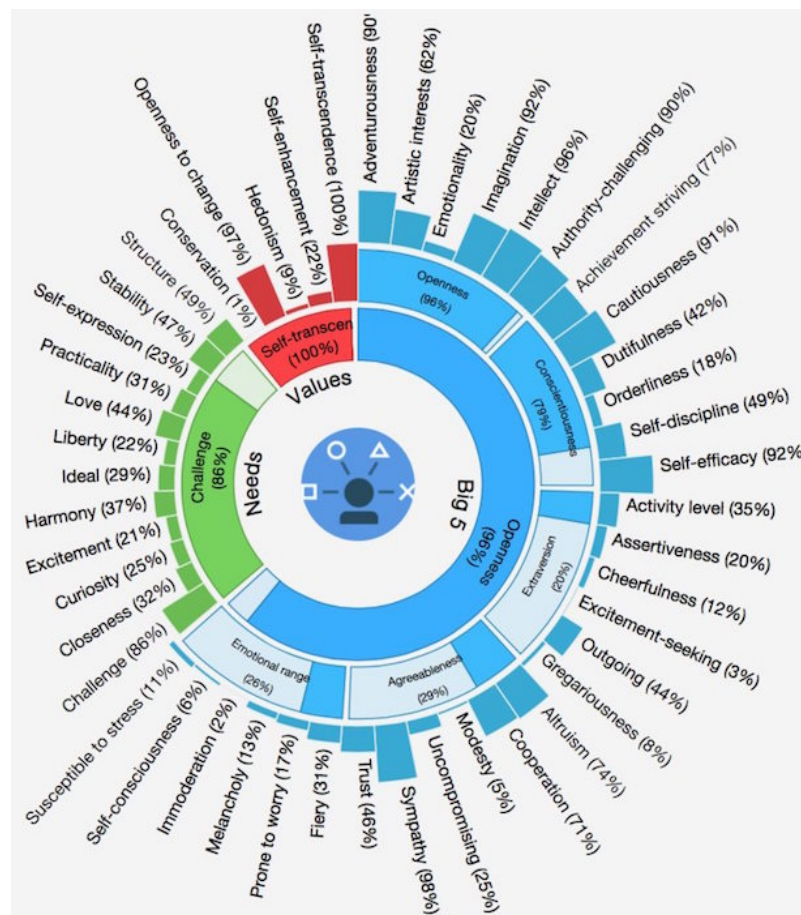 Adventurousness (90
Artistic interests (62%)
Emotionality (20%)
Imagination (92%)
Intellect (96%)
Authority-challenging (90%)
Achievement striving (77%)
Cautiousness (91%)
Dutifulness (42%)
Orderliness (18%)
Self-discipline (49%)
Self-efficacy (92%
Activity level (35%)
Assertiveness (20%)
Cheerfulness (12%)
Excitement-seeking (3%)
Outgoing (44%)
Gregariousness (8%)
Altruism (74%)
Cooperation (71%)
Modesty (5%)
Uncompromising (25%)
Sympathy (98%)
Trust (46%)
Fiery (31%)
Prone to worry (17%)
Melancholy (13%)
Immoderation (2%)
Self-consciousness (6%)
Susceptible to stress (11%)
Challenge (86%)
Closeness (32%)
Curiosity (25%)
Excitement (21%)
Harmony (37%)
Ideal (29%)
Liberty (22%)
Love (44%)
Practicality (31%)
Self-expression (23%)
Stability (47%)
Structure (49%)
Conservation (1%)
Openness to change (97%)
Hedonism (9%)
Self-enhancement (22%)
Self-transcendence (100%)
Openness
(96%)
Conscientiousness
(79%)
Extraversion
(20%)
Agreeableness
(29%)
Emotional range
(26%)
Challenge
(86%)
Self-transcen
(100%)
Openness
(96%)
Big 5
Needs
Values